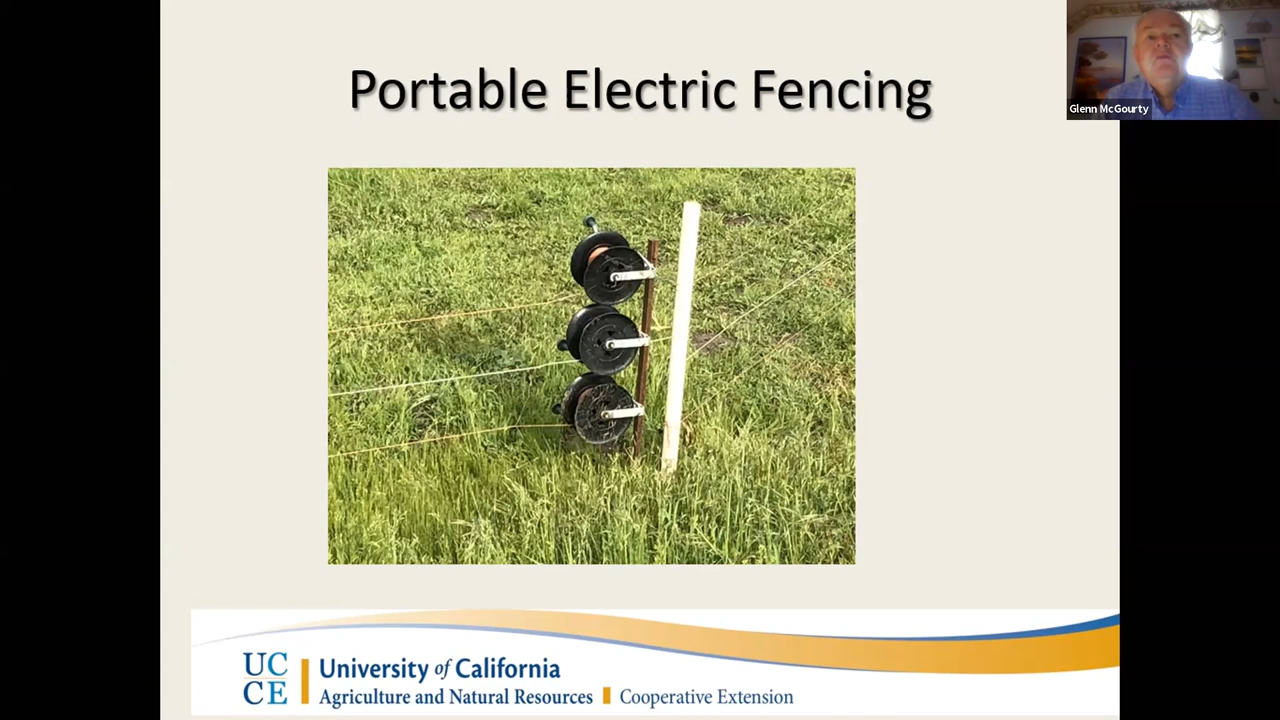 Portable Electric Fencing
Glenn McGourty
UC
CE
University of California
Agriculture and Natural Resources Cooperative Extension